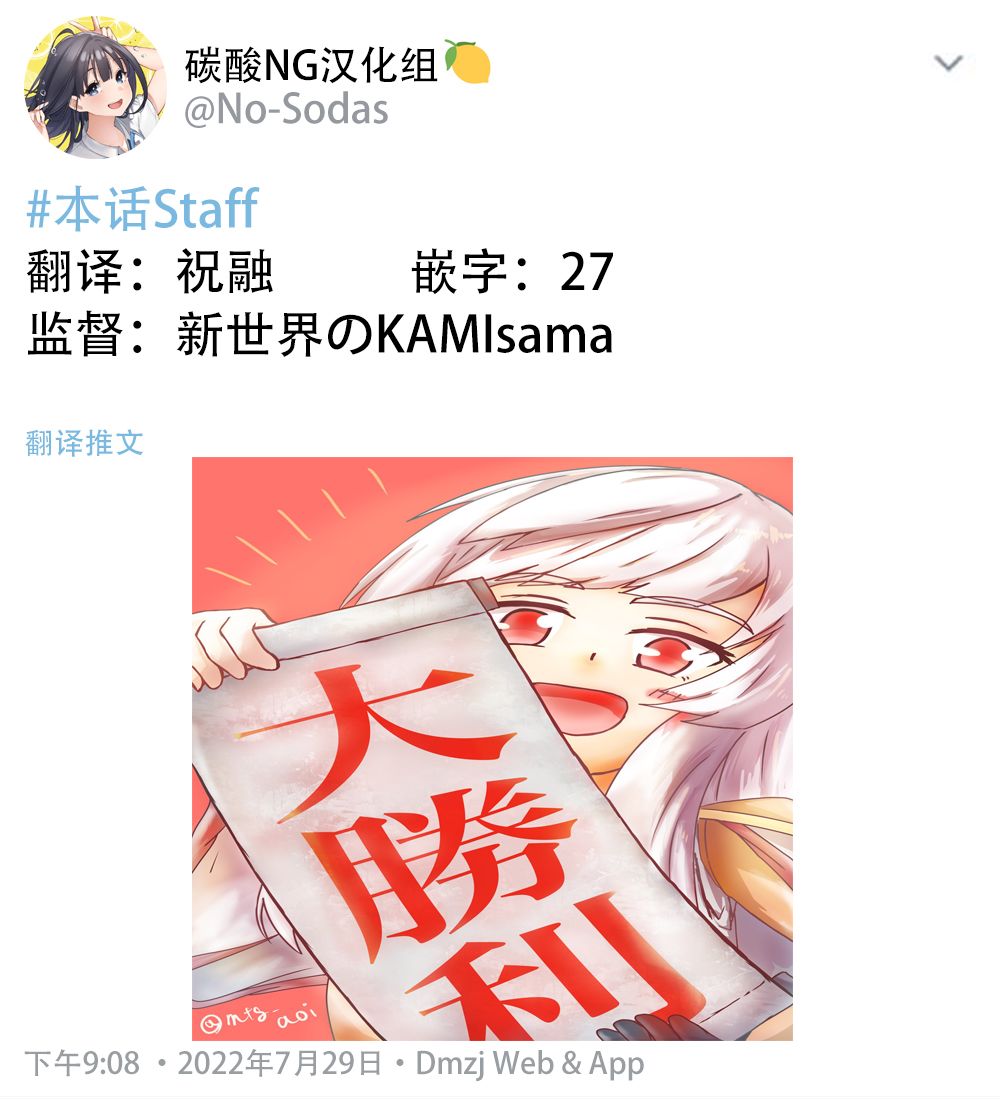 碳酸NG汉化组🍋
@No-Sodas
#本话Staff
翻译：祝融 嵌字：27
监督：新世界のKAMIsama
翻译推文
大
勝
利
@mtg_aoi
下午9:08 · 2022年7月29日 · Dmzj Web & App